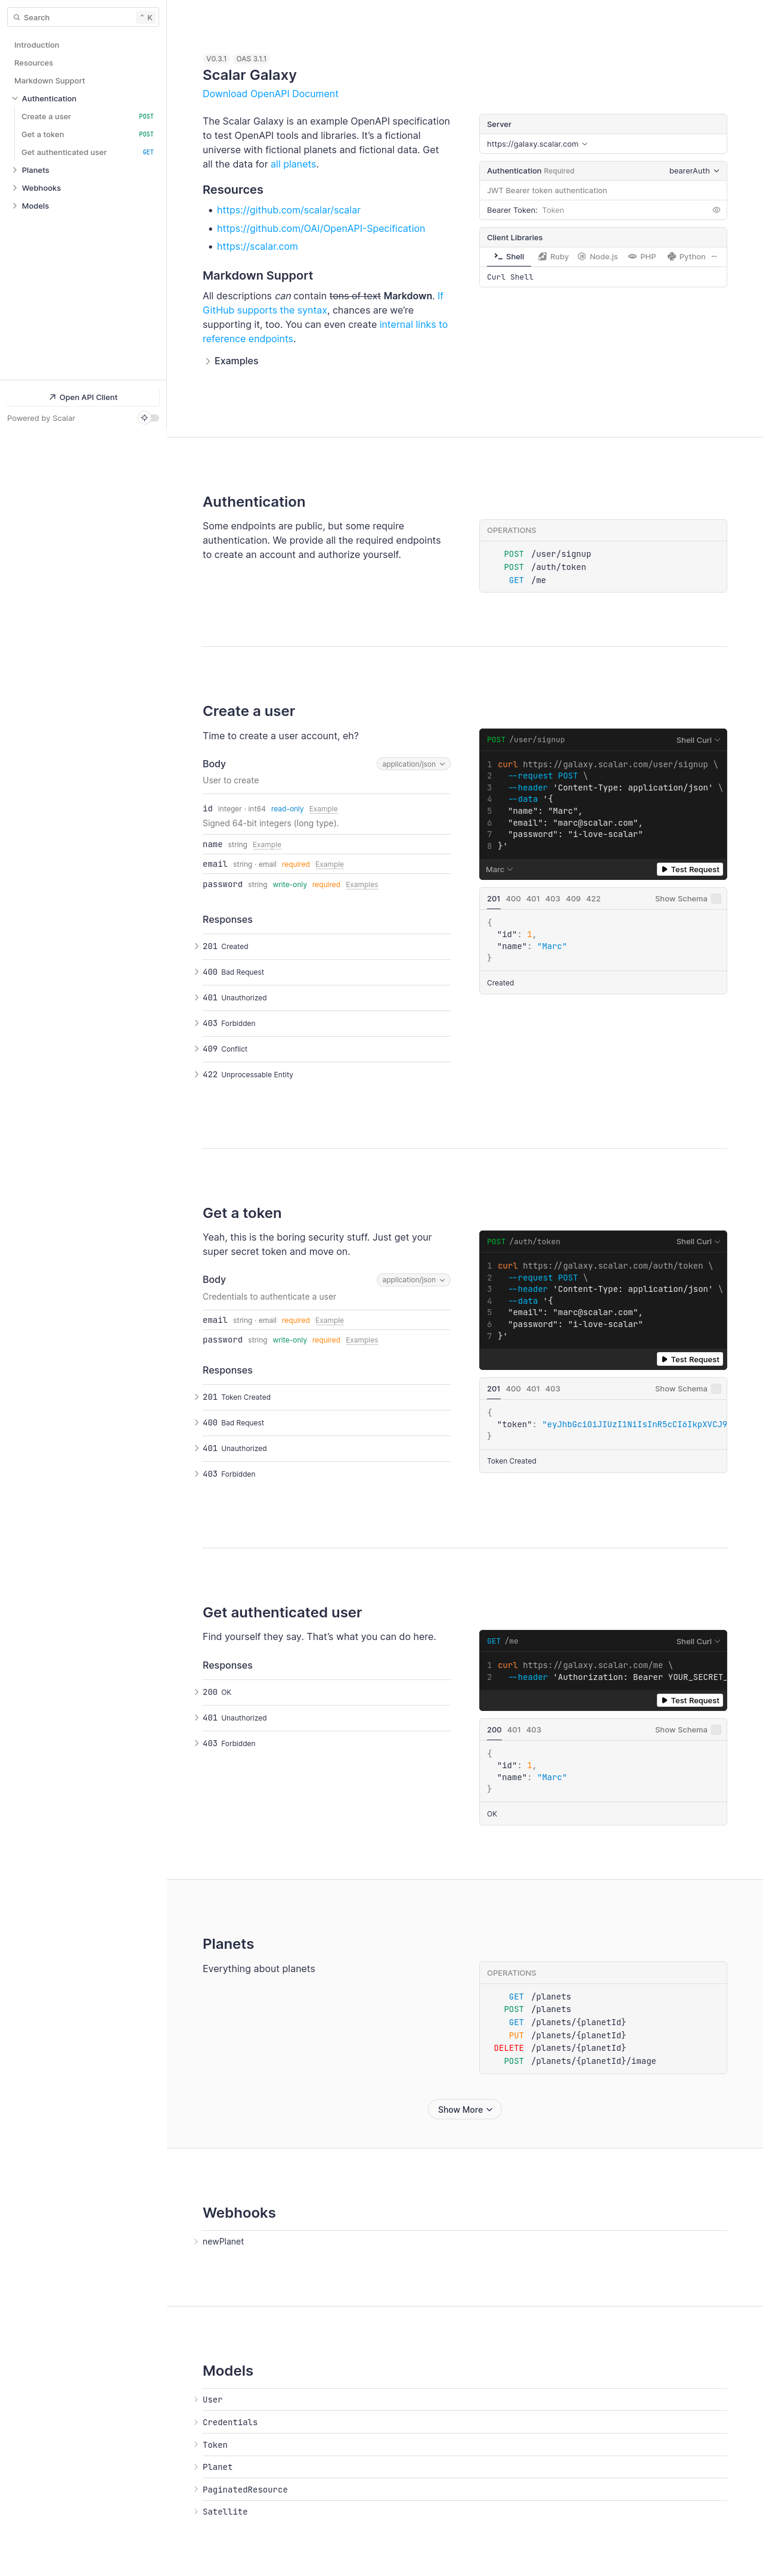 Search
⌃ K
Introduction
Resources
Markdown Support
Authentication
Create a user POST
Get a token POST
Get authenticated user GET
Planets
Webhooks
Models
Open API Client
Powered by Scalar
V0.3.1 OAS 3.1.1
Scalar Galaxy
Download OpenAPI Document
The Scalar Galaxy is an example OpenAPI specification
to test OpenAPI tools and libraries. It's a fictional
universe with fictional planets and fictional data. Get
all the data for all planets.
Resources
• https://github.com/scalar/scalar
• https://github.com/OAI/OpenAPI-Specification
• https://scalar.com
Markdown Support
All descriptions can contain tons of text Markdown. If
GitHub supports the syntax, chances are we're
supporting it, too. You can even create internal links to
reference endpoints.
Examples
Server
https://galaxy.scalar.com
Authentication Required bearerAuth
JWT Bearer token authentication
Bearer Token: Token
Client Libraries
Shell Ruby Node.js PHP Python ···
Curl Shell
Authentication
Some endpoints are public, but some require
authentication. We provide all the required endpoints
to create an account and authorize yourself.
OPERATIONS
POST /user/signup
POST /auth/token
GET /me
Create a user
Time to create a user account, eh?
Body application/json
User to create
id integer · int64 read-only Example
Signed 64-bit integers (long type).
name string Example
email string · email required Example
password string write-only required Examples
Responses
201 Created
400 Bad Request
401 Unauthorized
403 Forbidden
409 Conflict
422 Unprocessable Entity
POST /user/signup Shell Curl
1 curl https://galaxy.scalar.com/user/signup \
2 --request POST \
3 --header 'Content-Type: application/json' \
4 --data '{
5 "name": "Marc",
6 "email": "marc@scalar.com",
7 "password": "i-love-scalar"
8 }'
Marc Test Request
201 400 401 403 409 422 Show Schema
{
"id": 1,
"name": "Marc"
}
Created
Get a token
Yeah, this is the boring security stuff. Just get your
super secret token and move on.
Body application/json
Credentials to authenticate a user
email string · email required Example
password string write-only required Examples
Responses
201 Token Created
400 Bad Request
401 Unauthorized
403 Forbidden
POST /auth/token Shell Curl
1 curl https://galaxy.scalar.com/auth/token \
2 --request POST \
3 --header 'Content-Type: application/json' \
4 --data '{
5 "email": "marc@scalar.com",
6 "password": "i-love-scalar"
7 }'
Test Request
201 400 401 403 Show Schema
{
"token": "eyJhbGciOiJIUzI1NiIsInR5cCI6IkpXVCJ9
}
Token Created
Get authenticated user
Find yourself they say. That's what you can do here.
Responses
200 OK
401 Unauthorized
403 Forbidden
GET /me Shell Curl
1 curl https://galaxy.scalar.com/me \
2 --header 'Authorization: Bearer YOUR_SECRET_
Test Request
200 401 403 Show Schema
{
"id": 1,
"name": "Marc"
}
OK
Planets
Everything about planets
OPERATIONS
GET /planets
POST /planets
GET /planets/{planetId}
PUT /planets/{planetId}
DELETE /planets/{planetId}
POST /planets/{planetId}/image
Show More
Webhooks
newPlanet
Models
User
Credentials
Token
Planet
PaginatedResource
Satellite